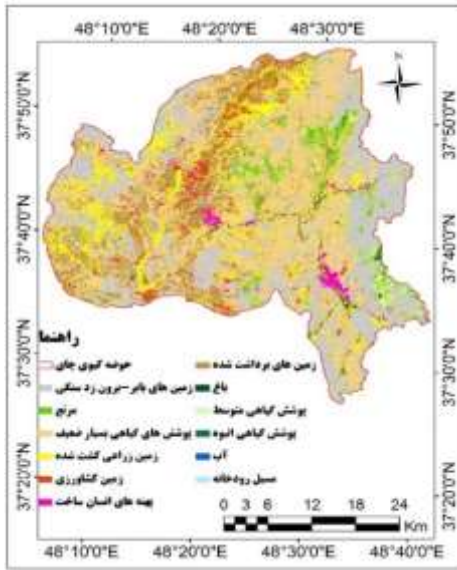 48°10'0"E 48°20'0"E 48°30'0"E
37°50'0"N 37°50'0"N
37°40'0"N 37°40'0"N
37°30'0"N 37°30'0"N
37°20'0"N 37°20'0"N
راهنما
حوضه گیوی چای
زمین های برداشت شده
زمین های بایر-برون زد سنگی
باغ
مرتع
پوشش گیاهی متوسط
پوشش های گیاهی بسیار ضعیف
پوشش گیاهی انبوه
زمین زراعی کشت شده
آب
زمین کشاورزی
مسیل رودخانه
پهنه های انسان ساخت
0 3 6 12 18 24
Km
48°10'0"E 48°20'0"E 48°30'0"E 48°40'0"E